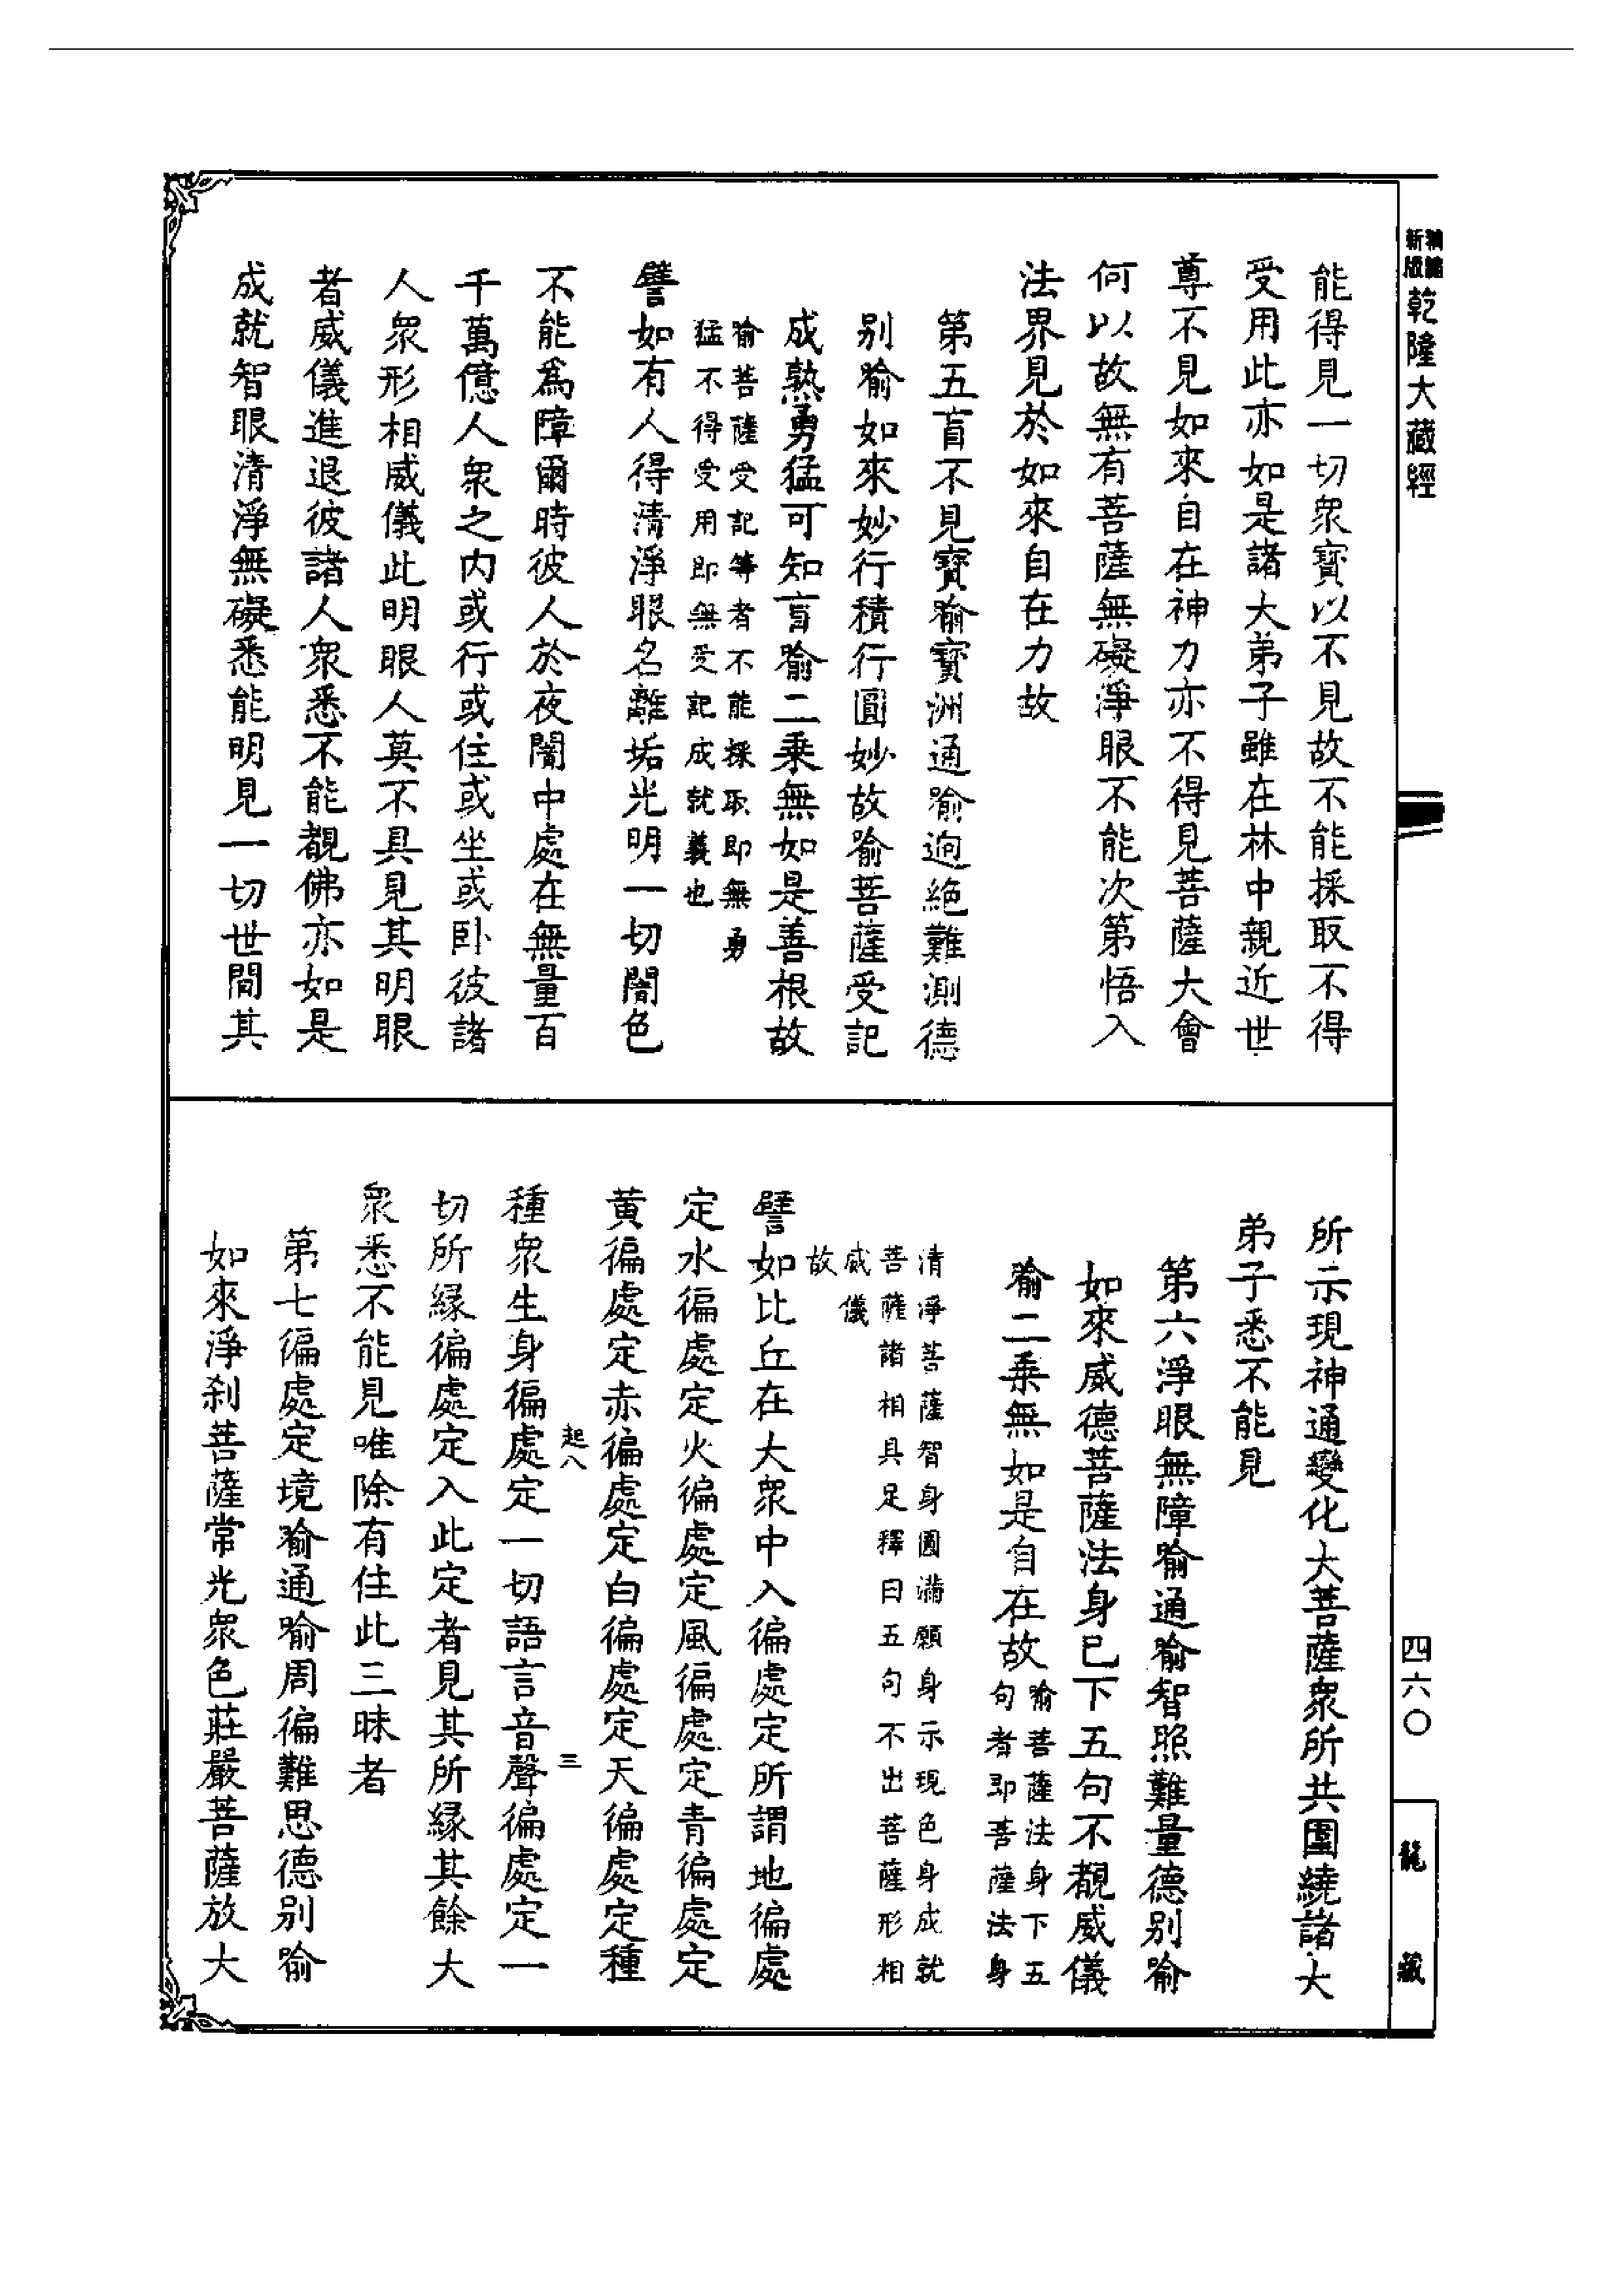 新版精縮乾隆大藏經
能得見一切衆寳以不見故不能採取不得
受用此亦如是諸大弟子雖在林中親近世
尊不見如來自在神力亦不得見菩薩大會
何以故無有菩薩無礙淨眼不能次第悟入
法界見於如來自在力故
第五盲不見寳喻寳洲通喻逈絶難測德
别喻如來妙行積行圓妙故喻菩薩受記
成熟勇猛可知盲喻二乗無如是善根故
喻菩薩受記等者不能採取即無勇
猛不得受用即無受記成就義也
譬如有人得清淨眼名離垢光明一切闇色
不能爲障爾時彼人於夜闇中處在無量百
千萬億人衆之内或行或住或坐或卧彼諸
人衆形相威儀此明眼人莫不具見其明眼
者威儀進退彼諸人衆悉不能覩佛亦如是
成就智眼清淨無礙悉能明見一切世間其
所示現神通變化大菩薩衆所共圍繞諸大
弟子悉不能見
第六淨眼無障喻通喻智照難量德别喻
如來威德菩薩法身已下五句不覩威儀
喻二乗無如是自在故
喻菩薩法身下五
句者即菩薩法身
清淨菩薩智身圓滿願身示現色身成就
菩薩諸相具足釋曰五句不出菩薩形相
威儀
故
譬如比丘在大衆中入徧處定所謂地徧處
定水徧處定火徧處定風徧處定青徧處定
黄徧處定赤徧處定白徧處定天徧處定種
起八 三
種衆生身徧處定一切語言音聲徧處定一
切所緣徧處定入此定者見其所緣其餘大
衆悉不能見唯除有住此三昧者
第七徧處定境喻通喻周徧難思德别喻
如來淨刹菩薩常光衆色莊嚴菩薩放大
四六〇
龍藏